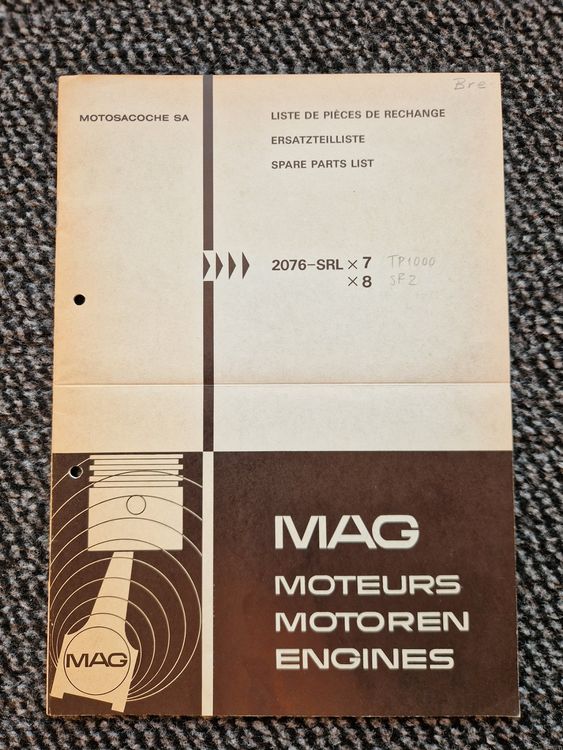 Bre
MOTOSACOCHE SA
LISTE DE PIÈCES DE RECHANGE
ERSATZTEILLISTE
SPARE PARTS LIST
2076-SRL × 7 TP1000
× 8 SF2
MAG
MOTEURS
MOTOREN
ENGINES
MAG